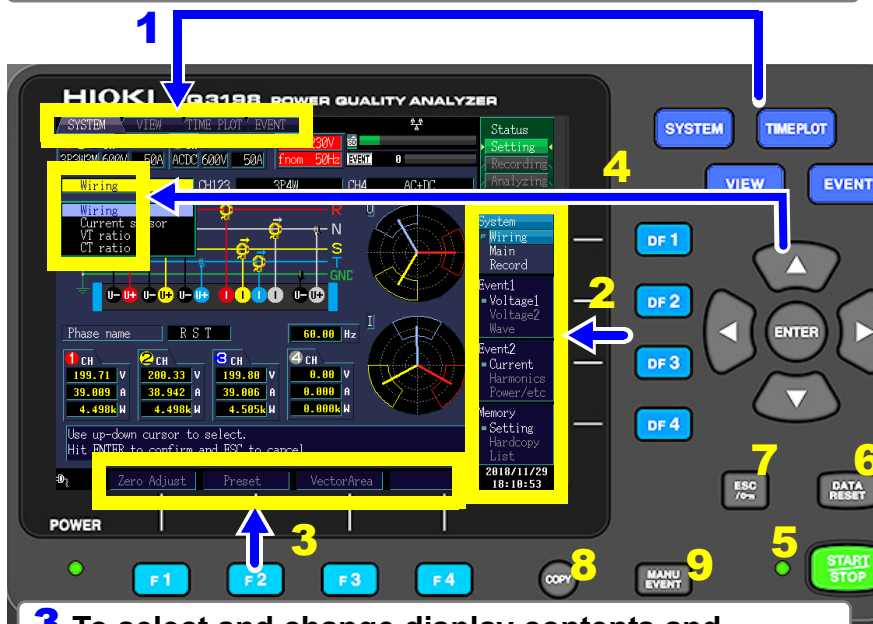 1
HIOKI PQ3198 POWER QUALITY ANALYZER
SYSTEM VIEW TIME PLOT EVENT
3P3W3M 600V 50A ACDC 600V 50A fnom 50Hz EVENT 0
Status
Setting
Recording
Analyzing
SYSTEM TIMEPLOT
VIEW EVENT
4
Wiring CH123 3P4W CH4 AC+DC
Wiring
Current sensor
VT ratio
CT ratio
R
N
S
T
GND
U
I
U- U+ U- U+ U- U+ I I I I U- U+
System
Wiring
Main
Record
Event1
Voltage1
Voltage2
Wave
Event2
Current
Harmonics
Power/etc
Memory
Setting
Hardcopy
List
2018/11/29
18:10:53
2
DF 1
DF 2
DF 3
DF 4
ENTER
Phase name R S T 60.00 Hz
1 CH 2 CH 3 CH 4 CH
199.71 V 200.33 V 199.80 V 0.00 V
39.009 A 38.942 A 39.006 A 0.000 A
4.498k W 4.498k W 4.505k W 0.000k W
Use up-down cursor to select.
Hit ENTER to confirm and ESC to cancel
Zero Adjust Preset VectorArea
7 6
ESC DATA
RESET
POWER
3
8 9 5
F 1 F 2 F 3 F 4 COPY MANU
EVENT START
STOP
3 To select and change display contents and